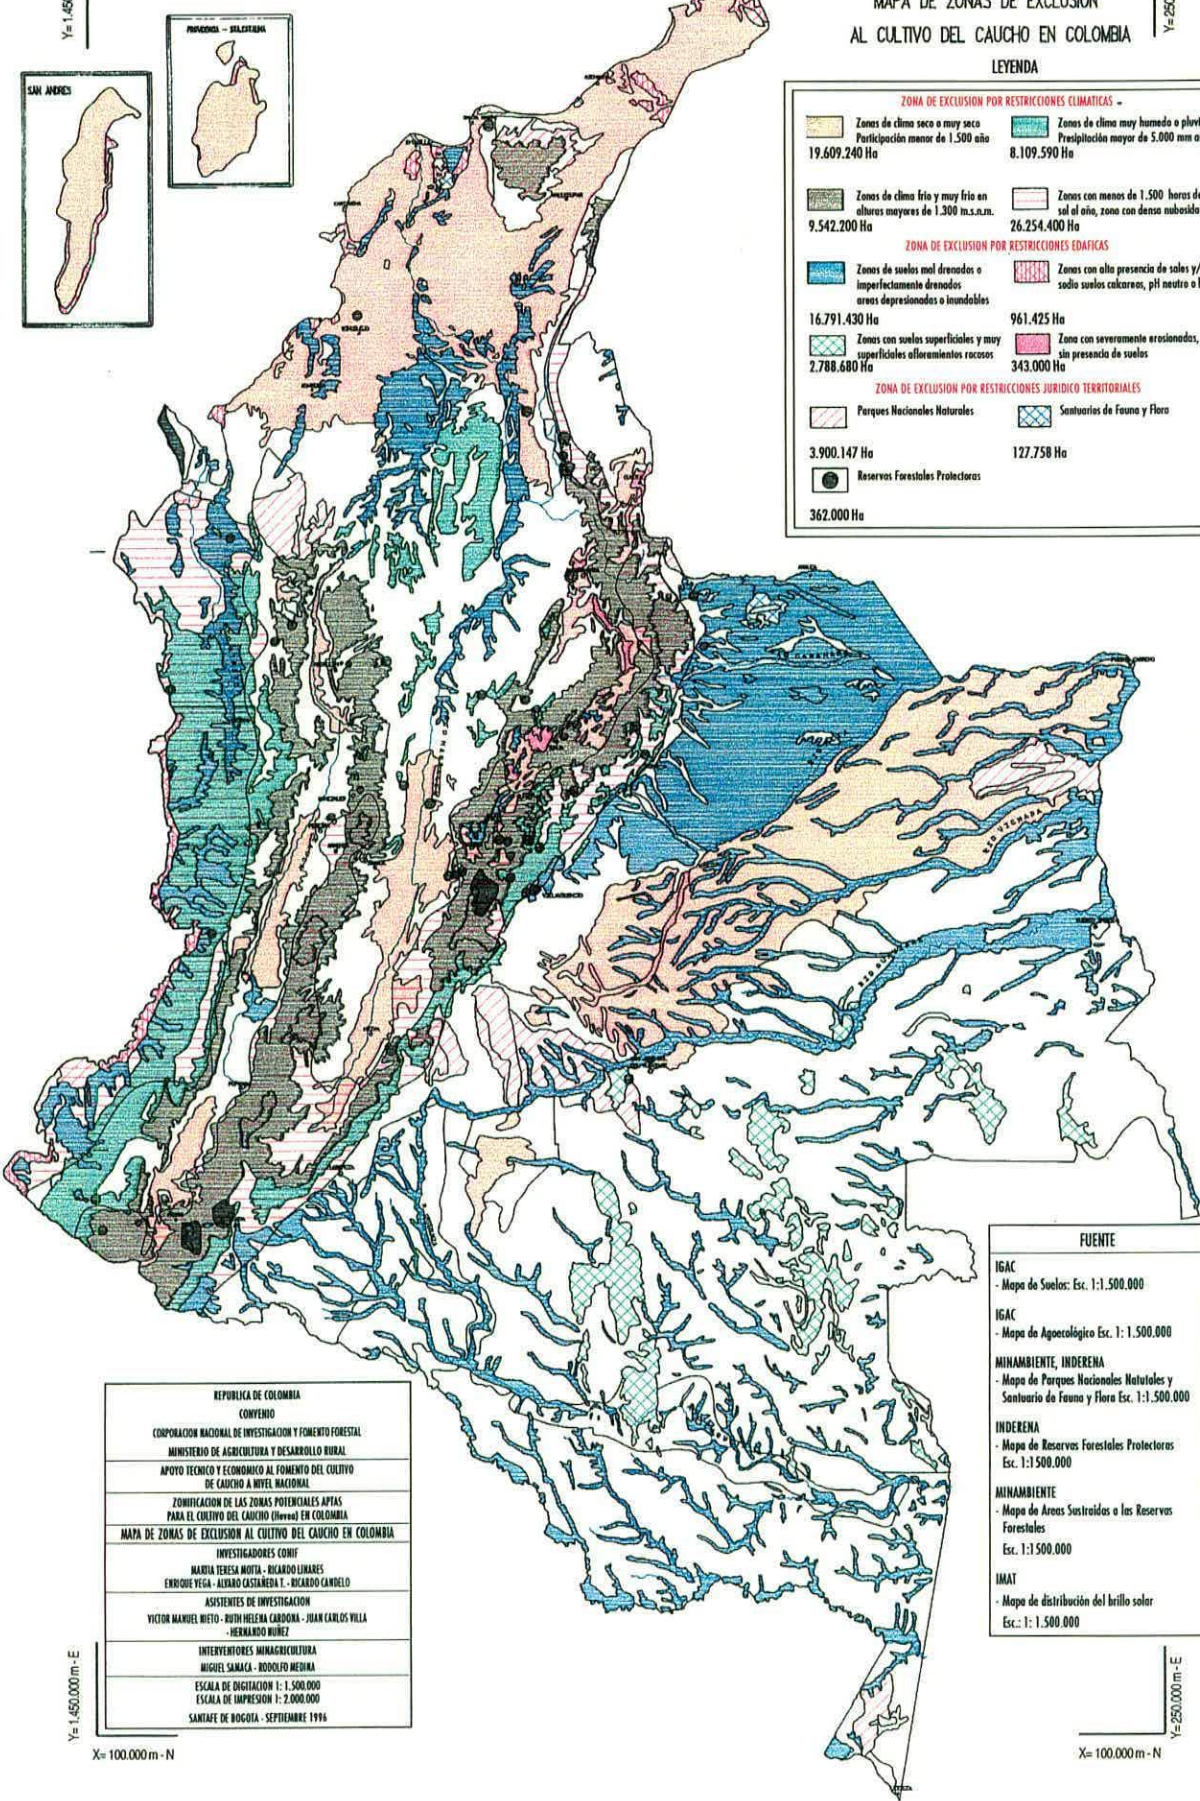 MAPA DE ZONAS DE EXCLUSION
AL CULTIVO DEL CAUCHO EN COLOMBIA
Y= 1.450
Y= 250
PROVIDENCIA - STA.CATALINA
SAN ANDRES
LEYENDA
ZONA DE EXCLUSION POR RESTRICCIONES CLIMATICAS -
Zonas de clima seco o muy seco
Participación menor de 1.500 año
19.609.240 Ha
Zonas de clima muy humedo o pluvi
Presipitación mayor de 5.000 mm a
8.109.590 Ha
Zonas de clima frio y muy frio en
alturas mayores de 1.300 m.s.n.m.
9.542.200 Ha
Zonas con menos de 1.500 horas de
sol al año, zona con densa nubosida
26.254.400 Ha
ZONA DE EXCLUSION POR RESTRICCIONES EDAFICAS
Zonas de suelos mal drenados o
imperfectamente drenados
areas depresionadas o inundables
16.791.430 Ha
Zonas con alta presencia de sales y/
sodio suelos calcareos, pH neutro o
961.425 Ha
Zonas con suelos superficiales y muy
superficiales afloramientos rocosos
2.788.680 Ha
Zona con severamente erosionadas,
sin presencia de suelos
343.000 Ha
ZONA DE EXCLUSION POR RESTRICCIONES JURIDICO TERRITORIALES
Parques Nacionales Naturales
3.900.147 Ha
Santuarios de Fauna y Flora
127.758 Ha
Reservas Forestales Protectoras
362.000 Ha
RIO VICHADA
FUENTE
IGAC
- Mapa de Suelos: Esc. 1:1.500.000
IGAC
- Mapa de Agoecológico Esc. 1: 1.500.000
MINAMBIENTE, INDERENA
- Mapa de Parques Nacionales Natutales y
Santuario de Fauna y Flora Esc. 1:1.500.000
INDERENA
- Mapa de Reservas Forestales Protectoras
Esc. 1:1500.000
MINAMBIENTE
- Mapa de Areas Sustraidas a las Reservas
Forestales
Esc. 1:1500.000
IMAT
- Mapa de distribución del brillo solar
Esc.: 1: 1.500.000
REPUBLICA DE COLOMBIA
CONVENIO
CORPORACION NACIONAL DE INVESTIGACION Y FOMENTO FORESTAL
MINISTERIO DE AGRICULTURA Y DESARROLLO RURAL
APOYO TECNICO Y ECONOMICO AL FOMENTO DEL CULTIVO
DE CAUCHO A NIVEL NACIONAL
ZONIFICACION DE LAS ZONAS POTENCIALES APTAS
PARA EL CULTIVO DEL CAUCHO (Hevea) EN COLOMBIA
MAPA DE ZONAS DE EXCLUSION AL CULTIVO DEL CAUCHO EN COLOMBIA
INVESTIGADORES CONIF
MARTIA TERESA MOTTA - RICARDO LINARES
ENRIQUE VEGA - ALVARO CASTAÑEDA T. - RICARDO CANDELO
ASISTENTES DE INVESTIGACION
VICTOR MANUEL NIETO - RUTH HELENA CARDONA - JUAN CARLOS VILLA
- HERNANDO NUÑEZ
INTERVENTORES MINAGRICULTURA
MIGUEL SAMACA - RODOLFO MEDINA
ESCALA DE DIGITACION 1: 1.500.000
ESCALA DE IMPRESION 1: 2.000.000
SANTAFE DE BOGOTA - SEPTIEMBRE 1996
Y= 1.450.000 m - E
X= 100.000 m - N
Y= 250.000 m - E
X= 100.000 m - N